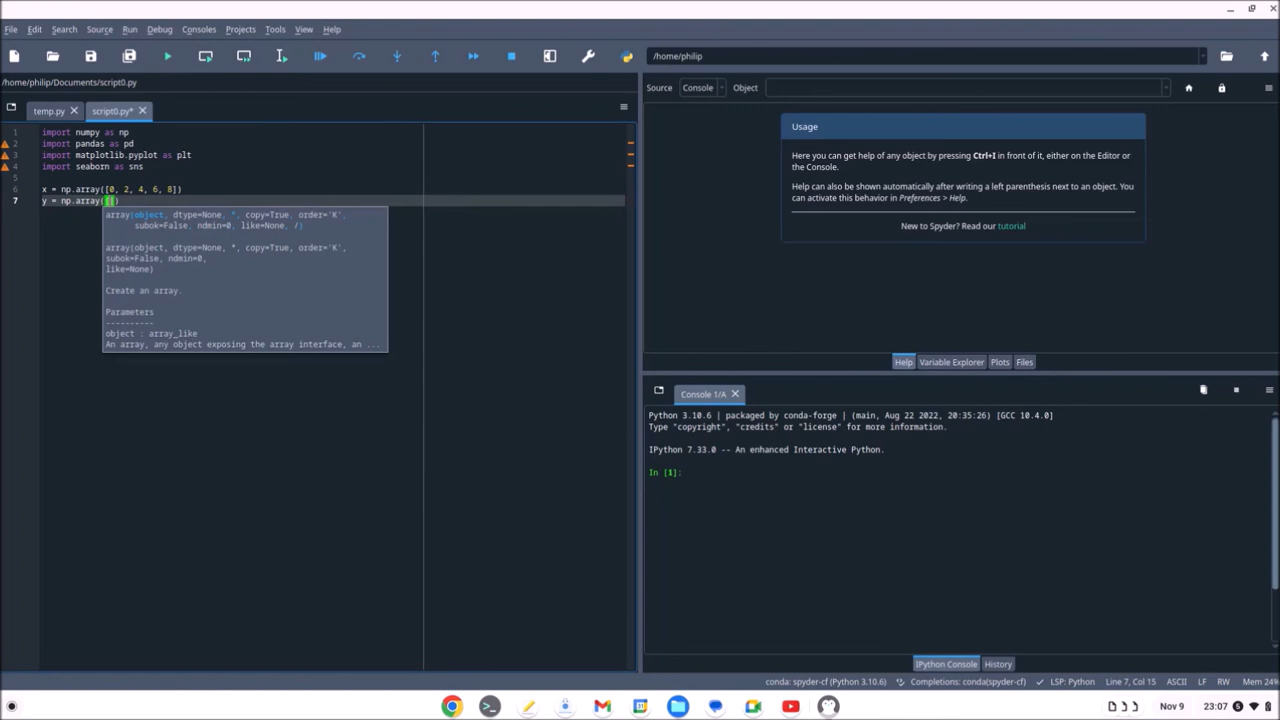 File Edit Search Source Run Debug Consoles Projects Tools View Help
/home/philip
/home/philip/Documents/script0.py
temp.py script0.py*
1 import numpy as np
2 import pandas as pd
3 import matplotlib.pyplot as plt
4 import seaborn as sns
5
6 x = np.array([0, 2, 4, 6, 8])
7 y = np.array([])
array(object, dtype=None, *, copy=True, order='K',
subok=False, ndmin=0, like=None, /)
array(object, dtype=None, *, copy=True, order='K',
subok=False, ndmin=0,
like=None)
Create an array.
Parameters
----------
object : array_like
An array, any object exposing the array interface, an ...
Source Console Object
Usage
Here you can get help of any object by pressing Ctrl+I in front of it, either on the Editor or
the Console.
Help can also be shown automatically after writing a left parenthesis next to an object. You
can activate this behavior in Preferences > Help.
New to Spyder? Read our tutorial
Help Variable Explorer Plots Files
Console 1/A
Python 3.10.6 | packaged by conda-forge | (main, Aug 22 2022, 20:35:26) [GCC 10.4.0]
Type "copyright", "credits" or "license" for more information.
IPython 7.33.0 -- An enhanced Interactive Python.
In [1]:
IPython Console History
conda: spyder-cf (Python 3.10.6) Completions: conda(spyder-cf) LSP: Python Line 7, Col 15 ASCII LF RW Mem 24%
Nov 9 23:07